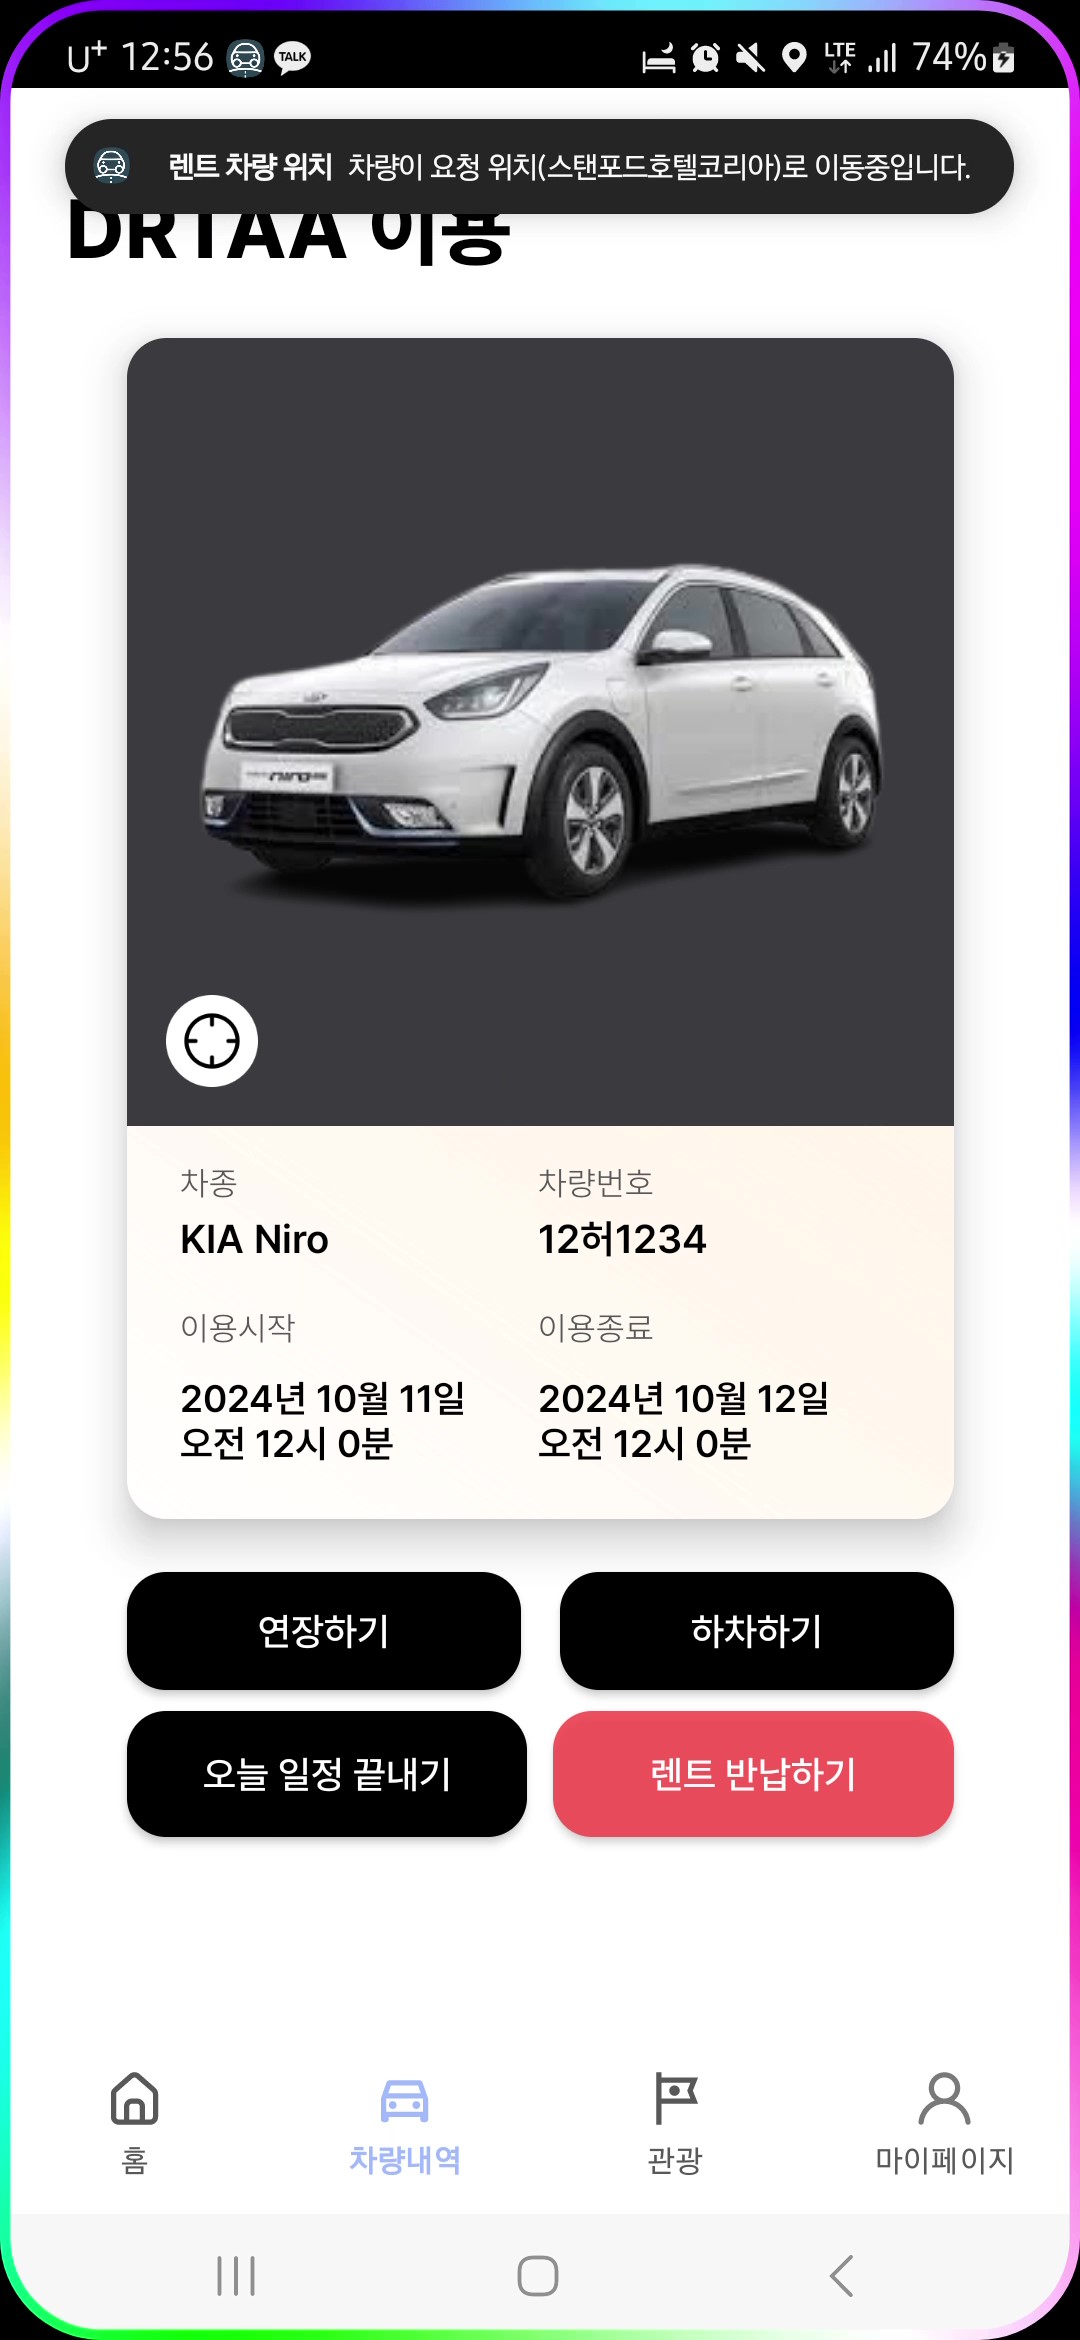 U+ 12:56 TALK LTE 74%
렌트 차량 위치 차량이 요청 위치(스탠포드호텔코리아)로 이동중입니다.
DRTAA 이용
niro
차종 차량번호
KIA Niro 12허1234
이용시작 이용종료
2024년 10월 11일 2024년 10월 12일
오전 12시 0분 오전 12시 0분
연장하기 하차하기
오늘 일정 끝내기 렌트 반납하기
홈 차량내역 관광 마이페이지